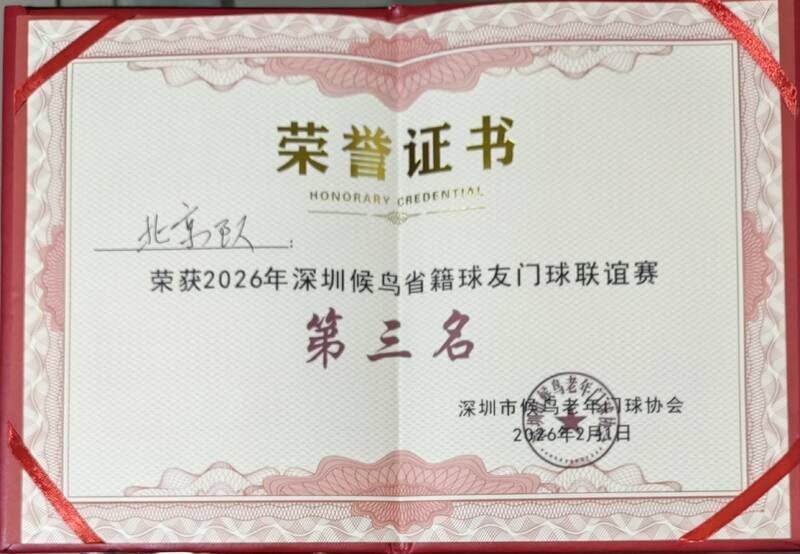 荣誉证书
HONORARY CREDENTIAL
北京队:
荣获2026年深圳候鸟省籍球友门球联谊赛
第三名
深圳市候鸟老年门球协会
2026年2月1日